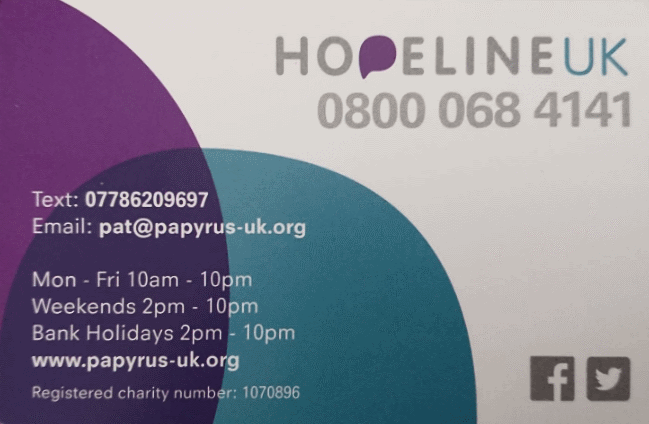 HOPELINEUK
0800 068 4141
Text: 07786209697
Email: pat@papyrus-uk.org
Mon - Fri 10am - 10pm
Weekends 2pm - 10pm
Bank Holidays 2pm - 10pm
www.papyrus-uk.org
Registered charity number: 1070896